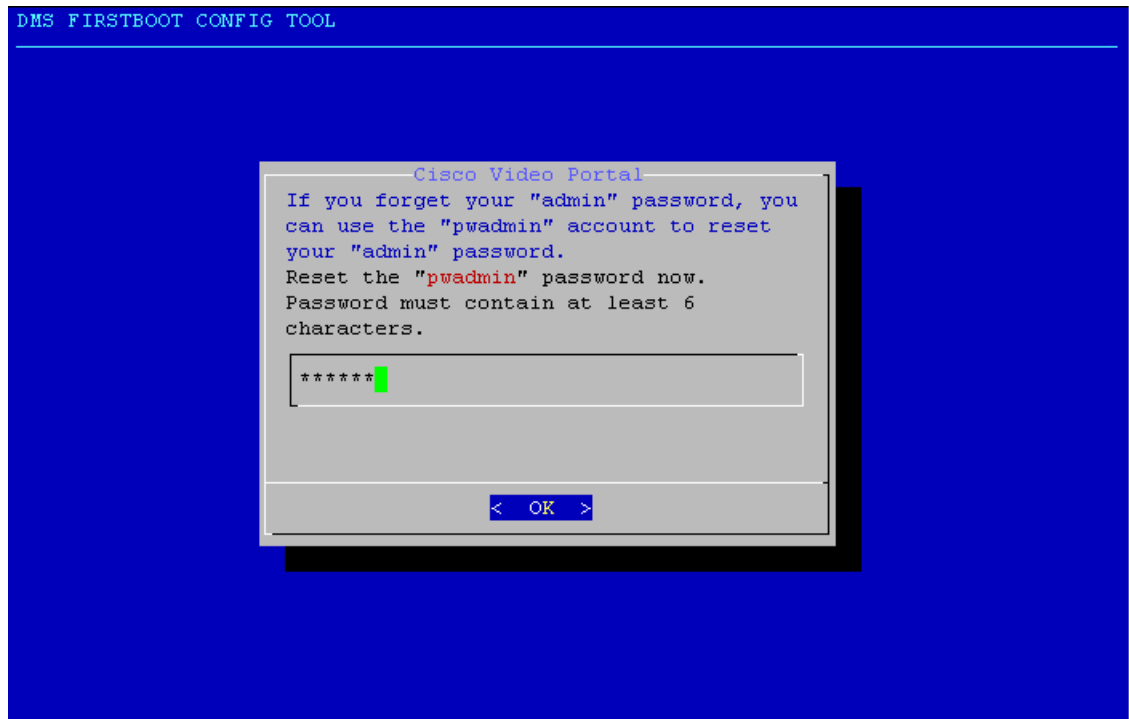 DMS FIRSTBOOT CONFIG TOOL
Cisco Video Portal
If you forget your "admin" password, you
can use the "pwadmin" account to reset
your "admin" password.
Reset the "pwadmin" password now.
Password must contain at least 6
characters.
******
< OK >